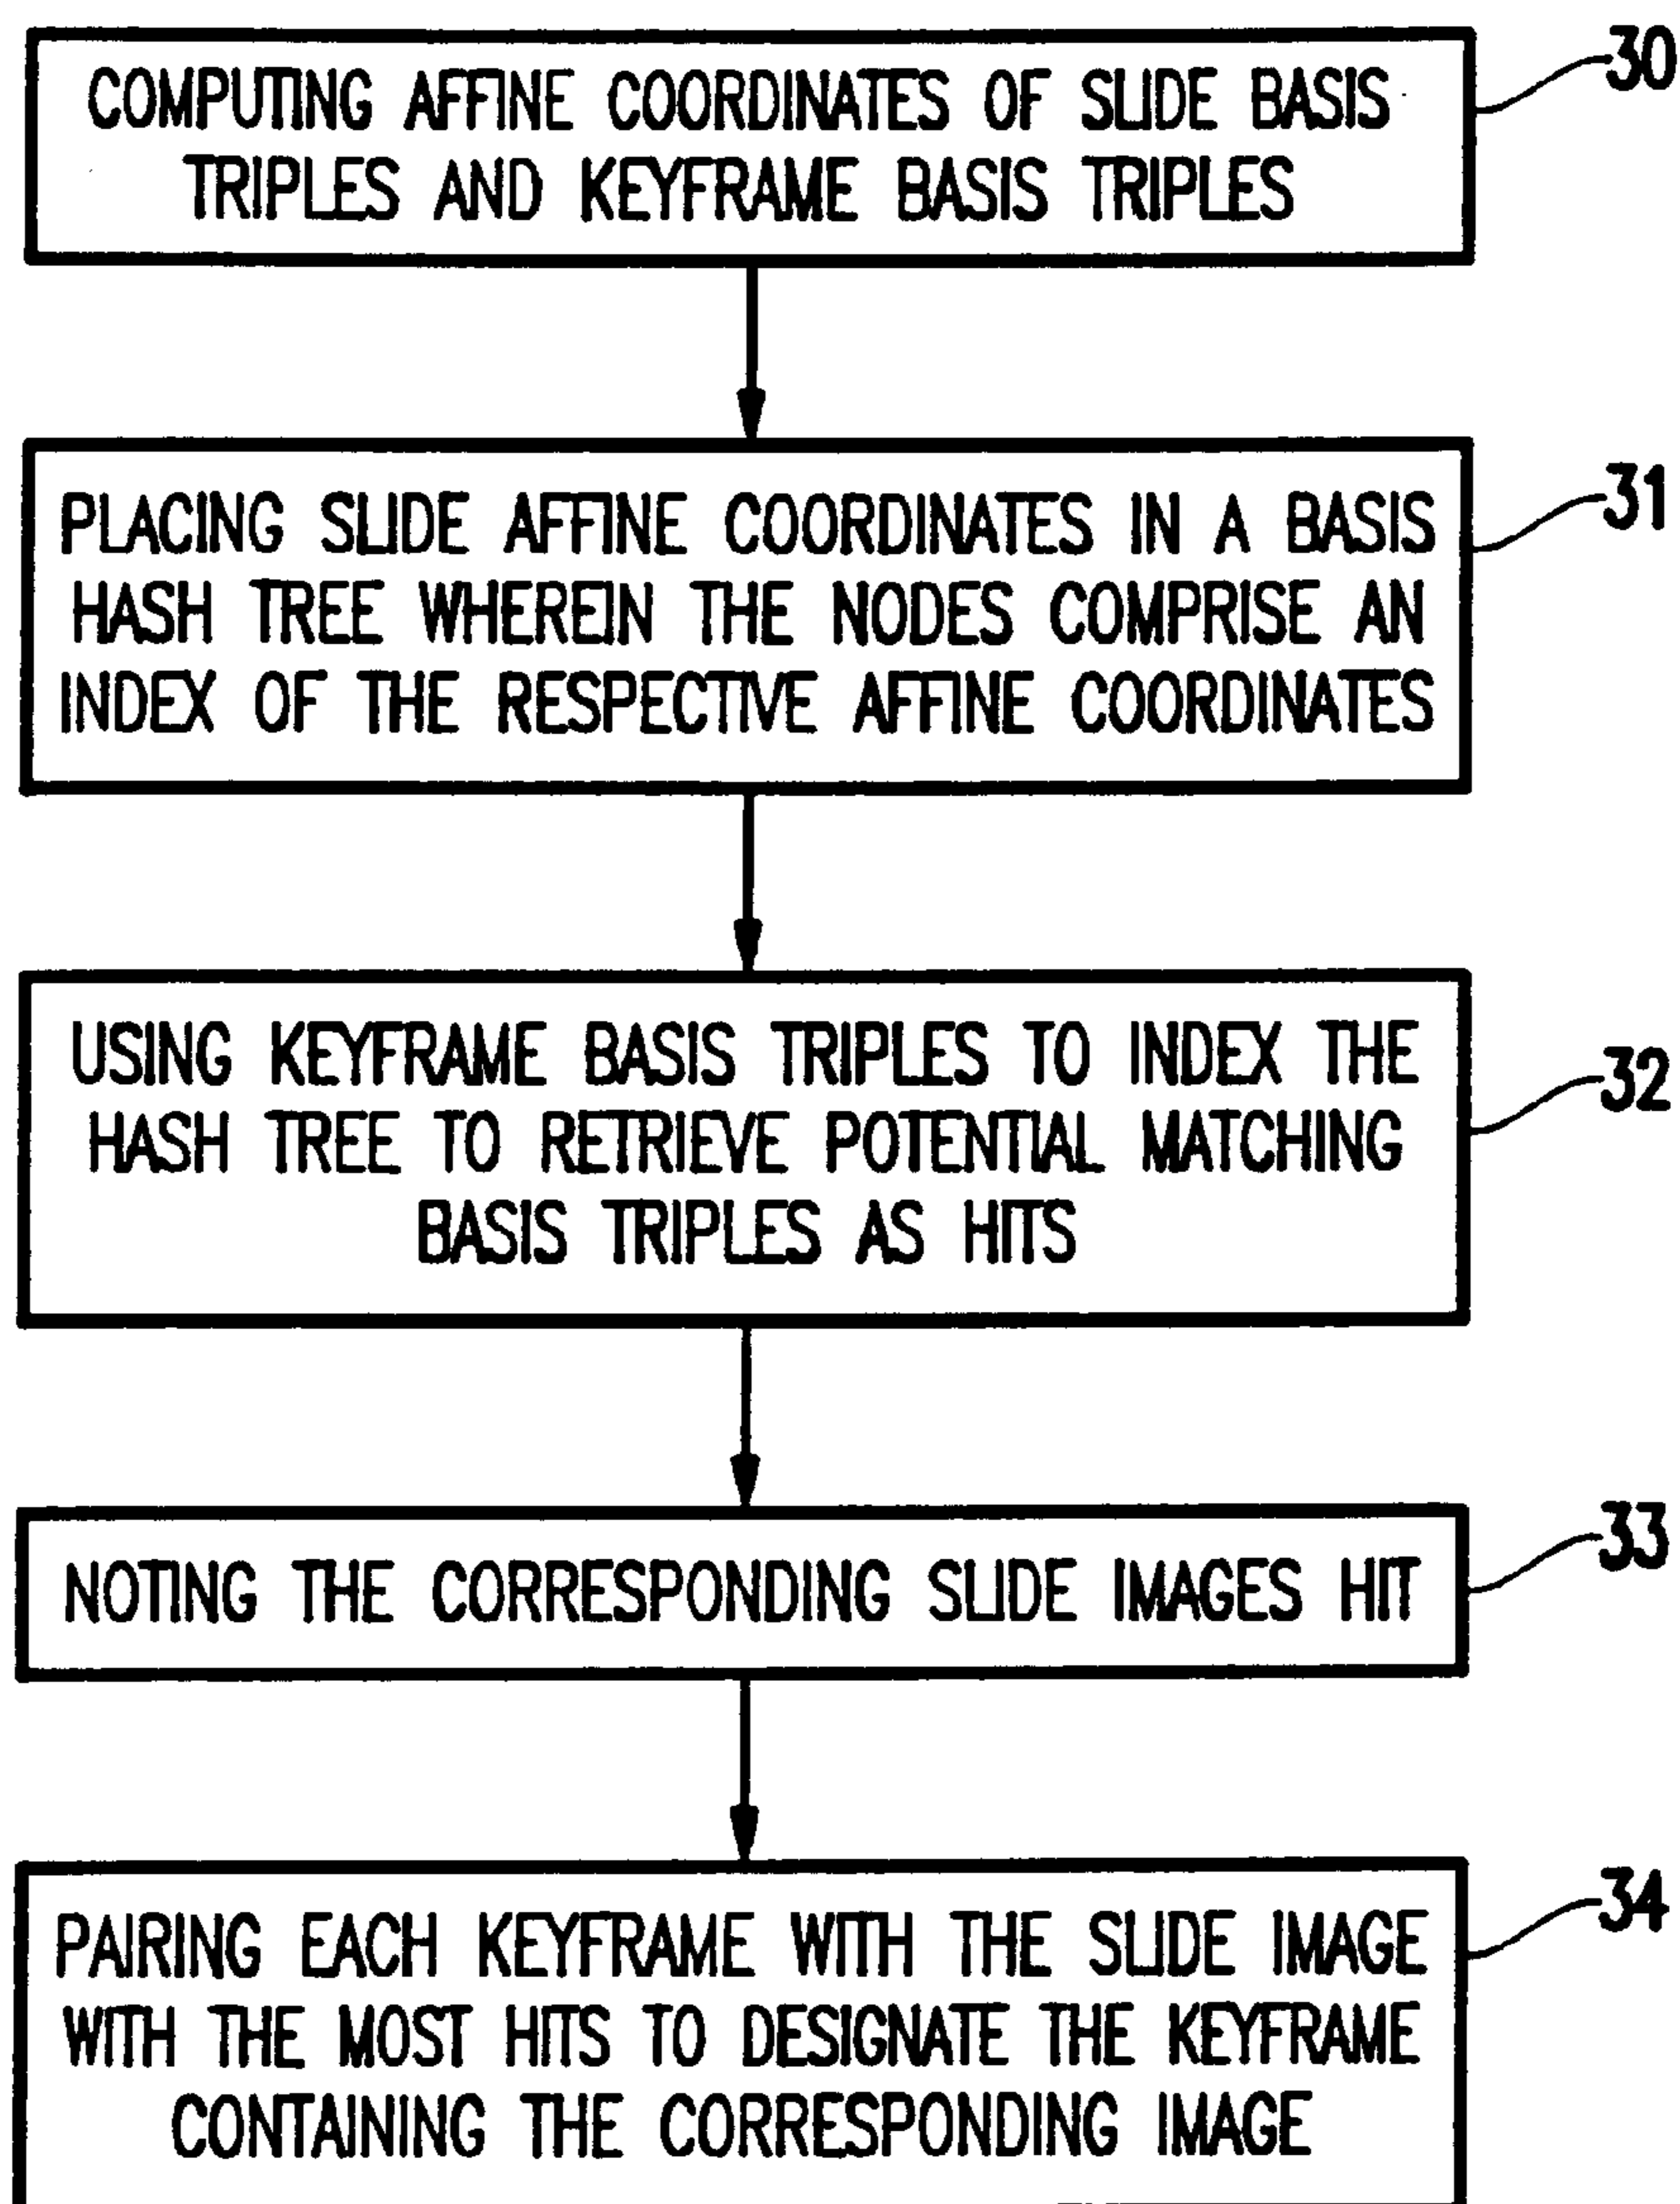 30
COMPUTING AFFINE COORDINATES OF SLIDE BASIS
TRIPLES AND KEYFRAME BASIS TRIPLES
31
PLACING SLIDE AFFINE COORDINATES IN A BASIS
HASH TREE WHEREIN THE NODES COMPRISE AN
INDEX OF THE RESPECTIVE AFFINE COORDINATES
32
USING KEYFRAME BASIS TRIPLES TO INDEX THE
HASH TREE TO RETRIEVE POTENTIAL MATCHING
BASIS TRIPLES AS HITS
33
NOTING THE CORRESPONDING SLIDE IMAGES HIT
34
PAIRING EACH KEYFRAME WITH THE SLIDE IMAGE
WITH THE MOST HITS TO DESIGNATE THE KEYFRAME
CONTAINING THE CORRESPONDING IMAGE